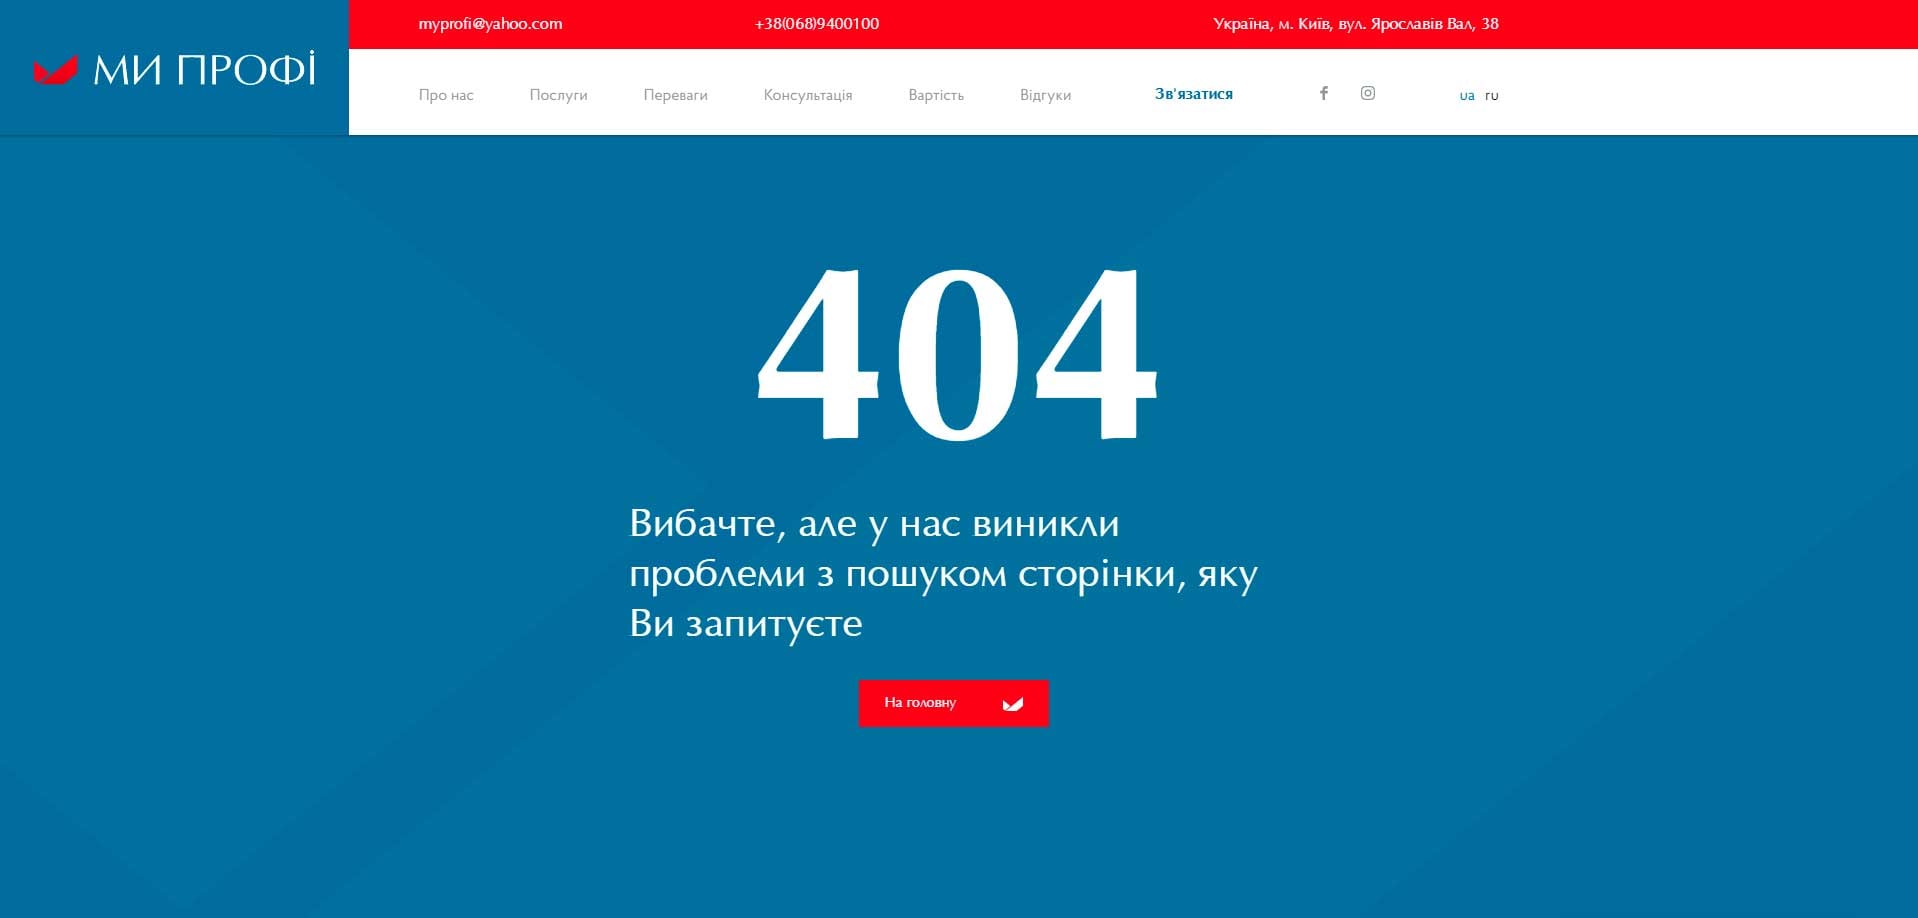 myprofi@yahoo.com
+38(068)9400100
Україна, м. Київ, вул. Ярославів Вал, 38
МИ ПРОФІ
Про нас
Послуги
Переваги
Консультація
Вартість
Відгуки
Зв'язатися
ua
ru
404
Вибачте, але у нас виникли
проблеми з пошуком сторінки, яку
Ви запитуєте
На головну